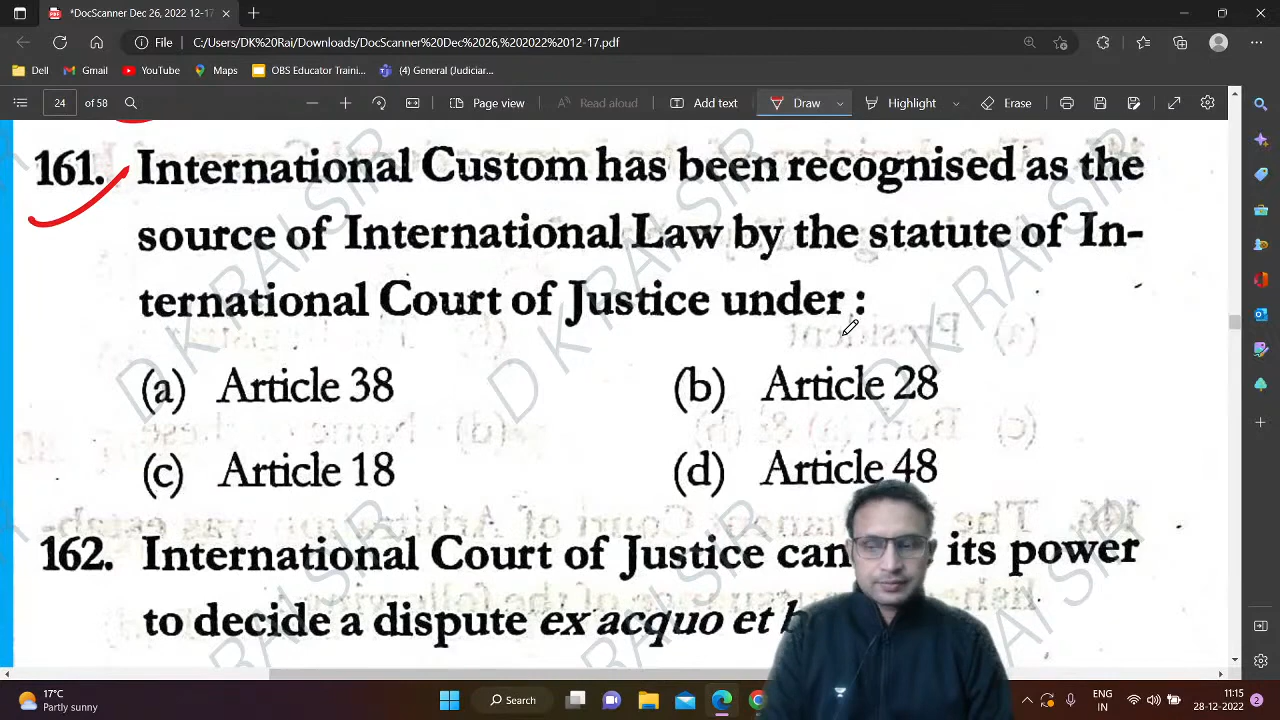 *DocScanner Dec 26, 2022 12-17
File
C:/Users/DK%20Rai/Downloads/DocScanner%20Dec%2026,%202022%2012-17.pdf
Dell Gmail YouTube Maps OBS Educator Traini... (4) General (Judiciar...
24 of 58 Page view Read aloud Add text Draw Highlight Erase
161. International Custom has been recognised as the
source of International Law by the statute of In-
ternational Court of Justice under :
(a) Article 38 (b) Article 28
(c) Article 18 (d) Article 48
162. International Court of Justice can its power
to decide a dispute ex acquo et
D K RAI SIR
17°C
Partly sunny
Search
ENG
IN
11:15
28-12-2022
2